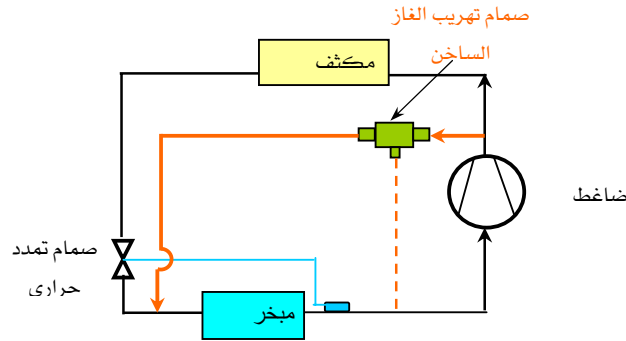 صمام تهريب الغاز
الساخن
مكثف
ضاغط
صمام تمدد
حراري
مبخر